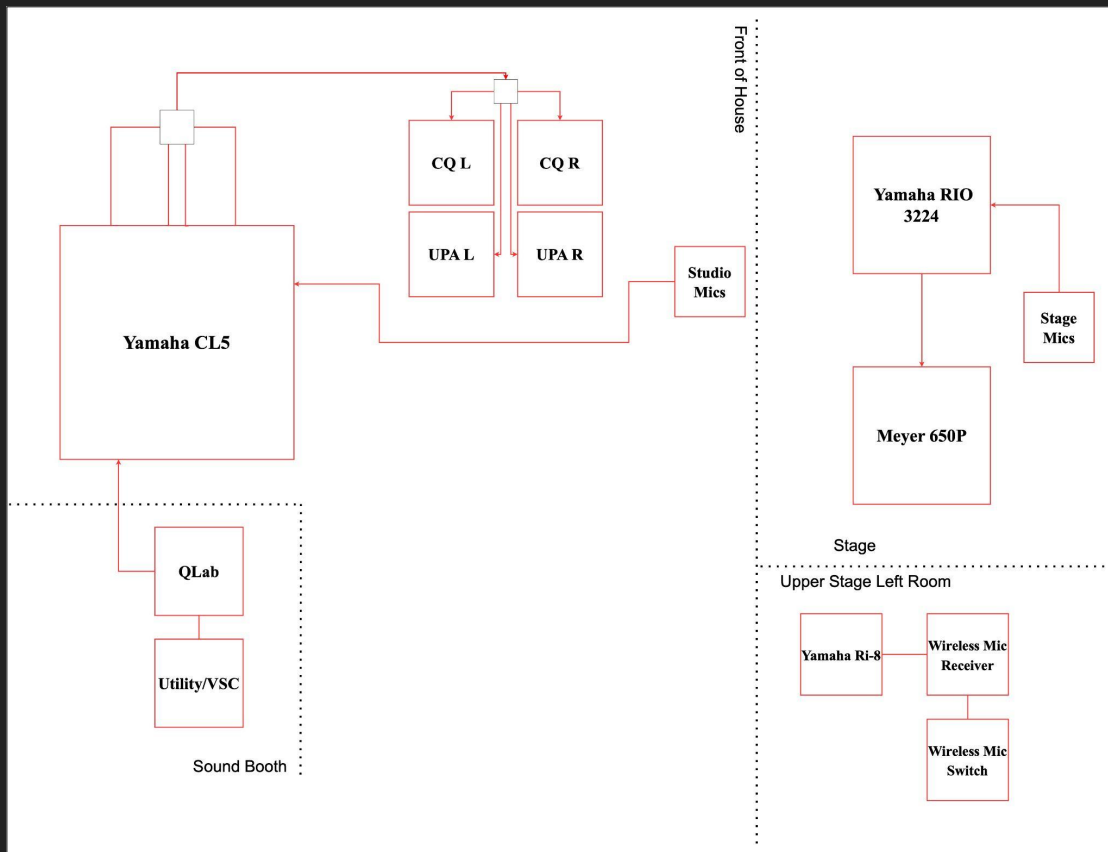 Front of House
CQ L
CQ R
UPA L
UPA R
Studio
Mics
Yamaha CL5
QLab
Utility/VSC
Sound Booth
Yamaha RIO
3224
Stage
Mics
Meyer 650P
Stage
Upper Stage Left Room
Yamaha Ri-8
Wireless Mic
Receiver
Wireless Mic
Switch